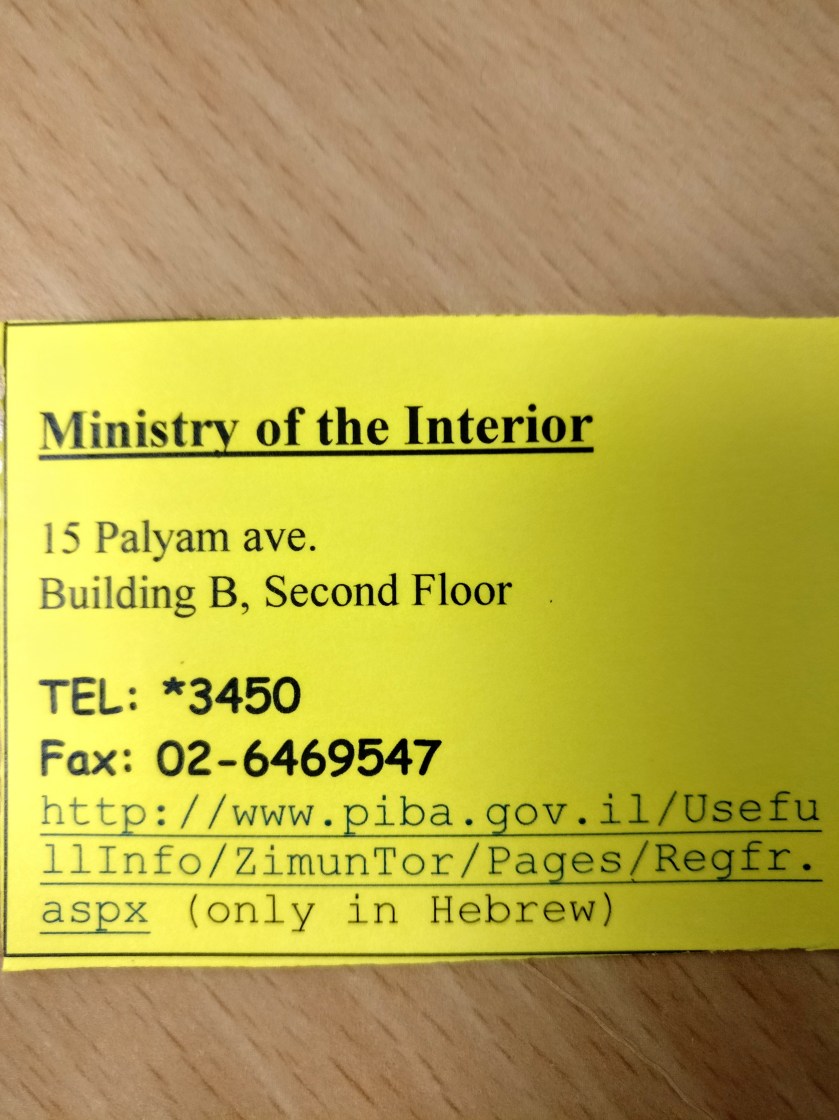 Ministry of the Interior
15 Palyam ave.
Building B, Second Floor
TEL: *3450
Fax: 02-6469547
http://www.piba.gov.il/Usefu
llInfo/ZimunTor/Pages/Regfr.
aspx (only in Hebrew)